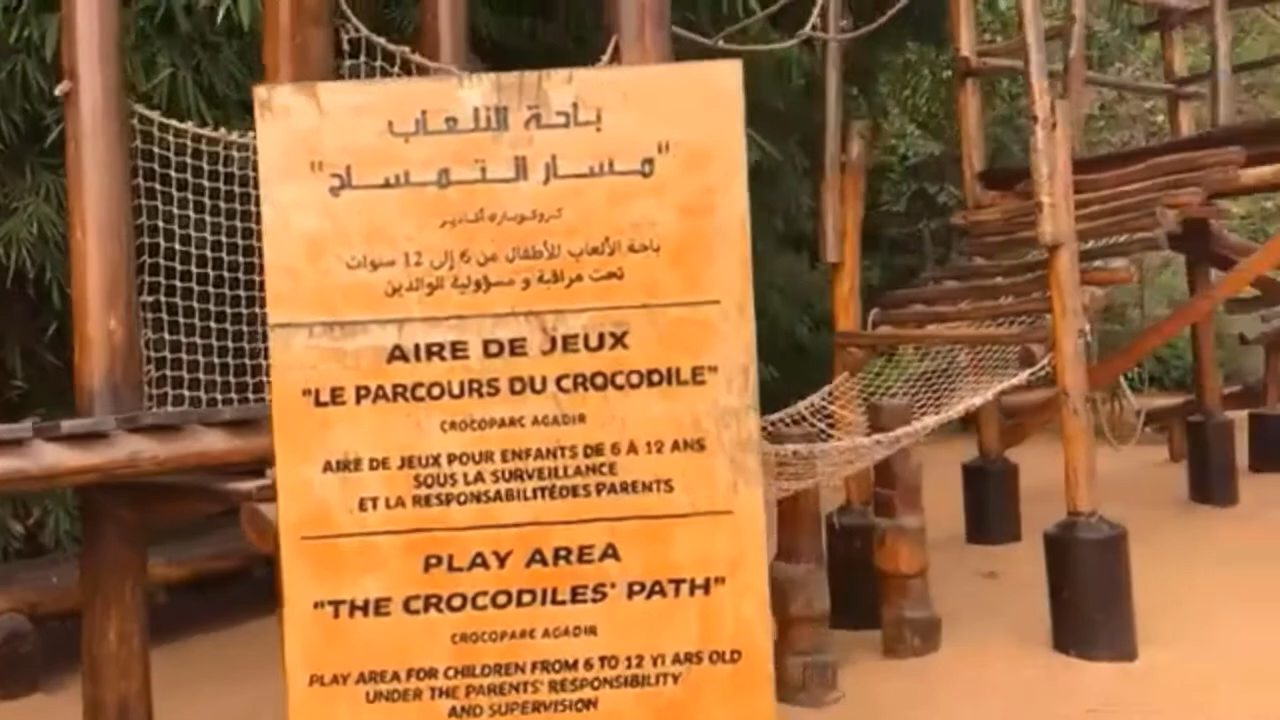 باحة الألعاب
"مسار التمساح"
كروكوبارك أكادير
باحة الألعاب للأطفال من 6 إلى 12 سنوات
تحت مراقبة و مسؤولية الوالدين
AIRE DE JEUX
"LE PARCOURS DU CROCODILE"
CROCOPARC AGADIR
AIRE DE JEUX POUR ENFANTS DE 6 À 12 ANS
SOUS LA SURVEILLANCE
ET LA RESPONSABILITÉDES PARENTS
PLAY AREA
"THE CROCODILES' PATH"
CROCOPARC AGADIR
PLAY AREA FOR CHILDREN FROM 6 TO 12 YEARS OLD
UNDER THE PARENTS' RESPONSIBILITY
AND SUPERVISION